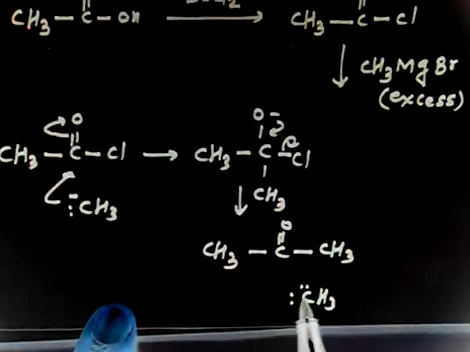 CH3 — C — OH → CH3 — C — Cl
CH3MgBr
(excess)
O O-
CH3 — C — Cl → CH3 — C — Cl
:CH3 CH3
O
CH3 — C — CH3
:CH3